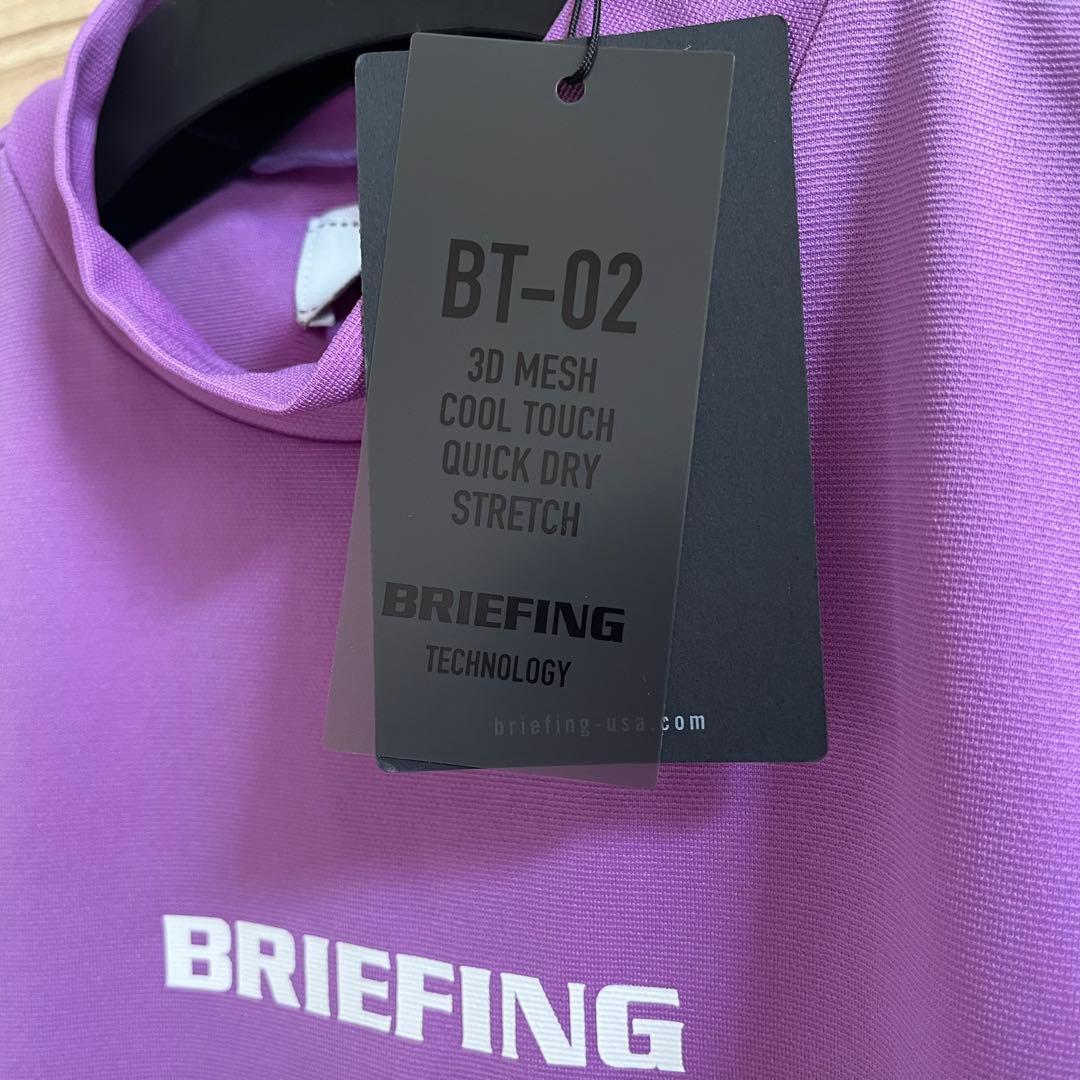 BT-02
3D MESH
COOL TOUCH
QUICK DRY
STRETCH
BRIEFING
TECHNOLOGY
briefing-usa.com
BRIEFING